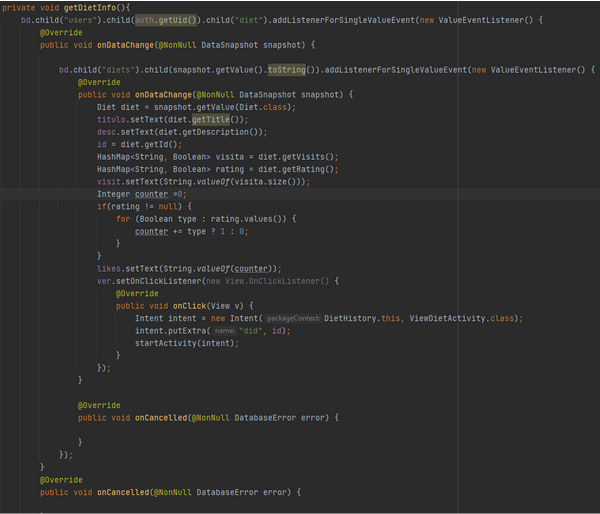 private void getDietInfo(){
bd.child("users").child(auth.getUid()).child("diet").addListenerForSingleValueEvent(new ValueEventListener() {
@Override
public void onDataChange(@NonNull DataSnapshot snapshot) {
bd.child("diets").child(snapshot.getValue().toString()).addListenerForSingleValueEvent(new ValueEventListener() {
@Override
public void onDataChange(@NonNull DataSnapshot snapshot) {
Diet diet = snapshot.getValue(Diet.class);
titulo.setText(diet.getTitle());
desc.setText(diet.getDescription());
id = diet.getId();
HashMap<String, Boolean> visita = diet.getVisits();
HashMap<String, Boolean> rating = diet.getRating();
visit.setText(String.valueOf(visita.size()));
Integer counter =0;
if(rating != null) {
for (Boolean type : rating.values()) {
counter += type ? 1 : 0;
}
}
likes.setText(String.valueOf(counter));
ver.setOnClickListener(new View.OnClickListener() {
@Override
public void onClick(View v) {
Intent intent = new Intent( packageContext: DietHistory.this, ViewDietActivity.class);
intent.putExtra( name: "did", id);
startActivity(intent);
}
});
}
@Override
public void onCancelled(@NonNull DatabaseError error) {
}
});
}
@Override
public void onCancelled(@NonNull DatabaseError error) {